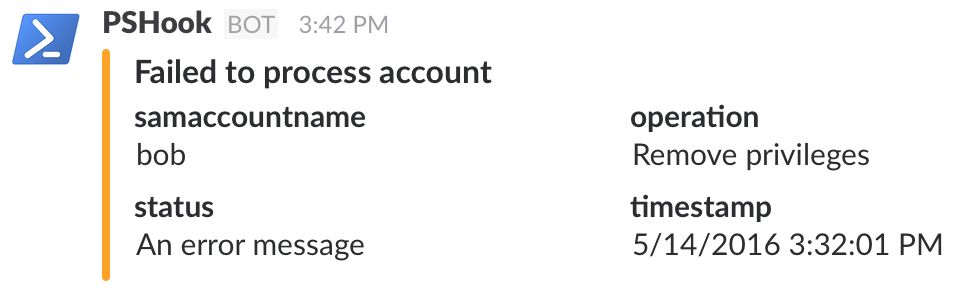 PSHook BOT 3:42 PM
Failed to process account
samaccountname operation
bob Remove privileges
status timestamp
An error message 5/14/2016 3:32:01 PM